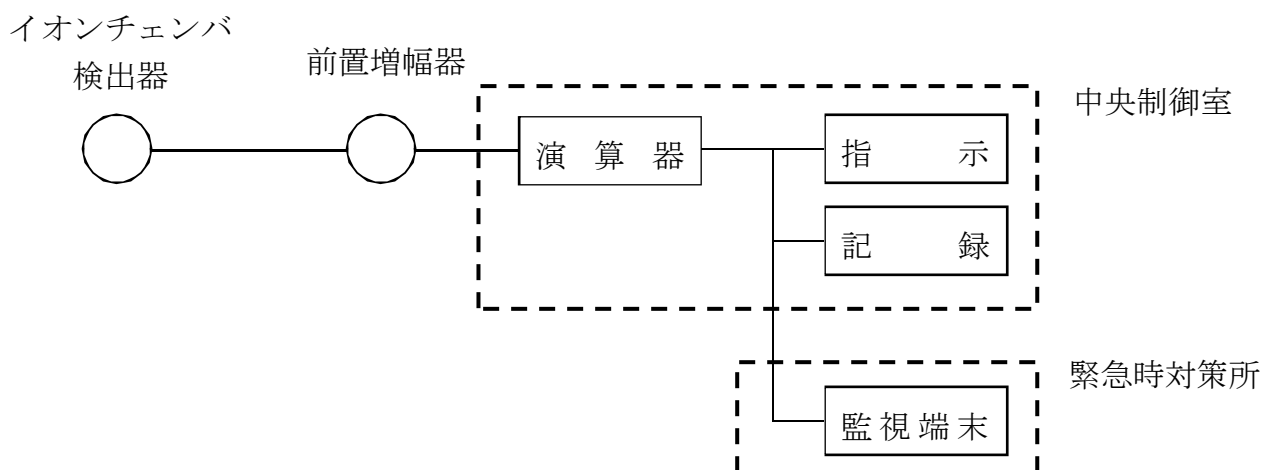 イオンチェンバ
検出器
前置増幅器
中央制御室
演算器
指示
記録
緊急時対策所
監視端末